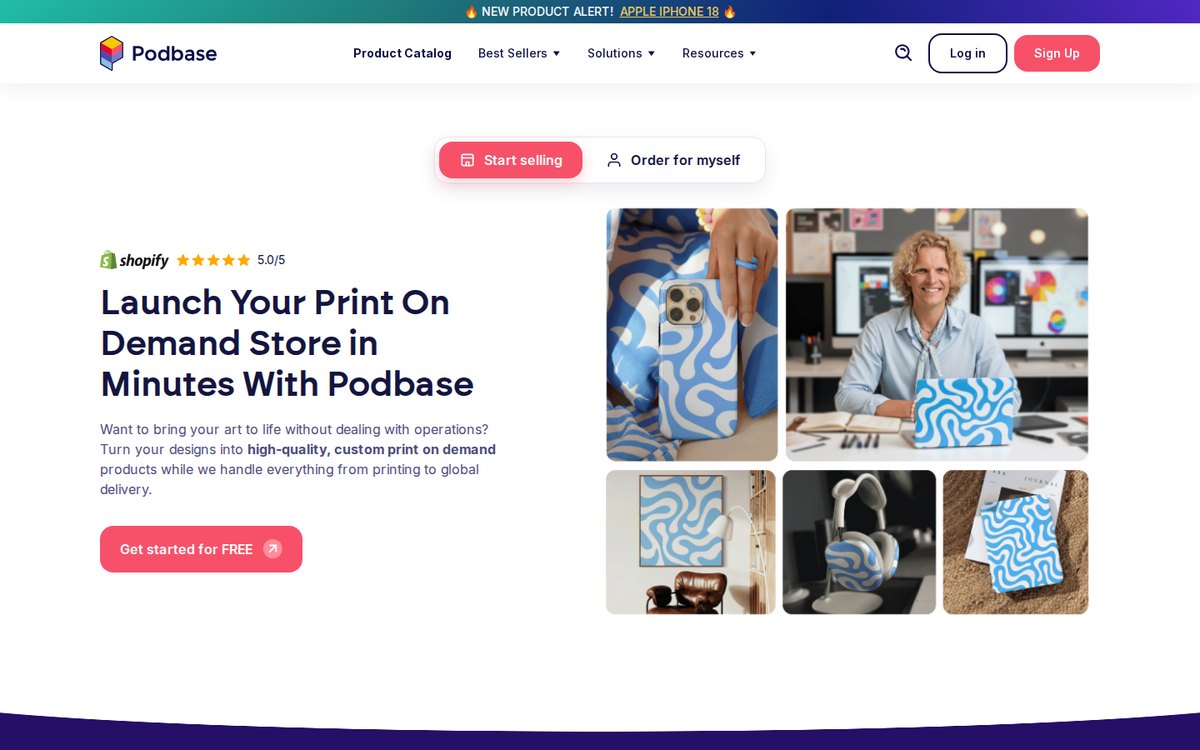 🔥 NEW PRODUCT ALERT! APPLE IPHONE 18 🔥
Podbase
Product Catalog
Best Sellers
Solutions
Resources
Log in
Sign Up
Start selling
Order for myself
shopify
5.0/5
Launch Your Print On
Demand Store in
Minutes With Podbase
Want to bring your art to life without dealing with operations?
Turn your designs into high-quality, custom print on demand
products while we handle everything from printing to global
delivery.
Get started for FREE
JOURNAL